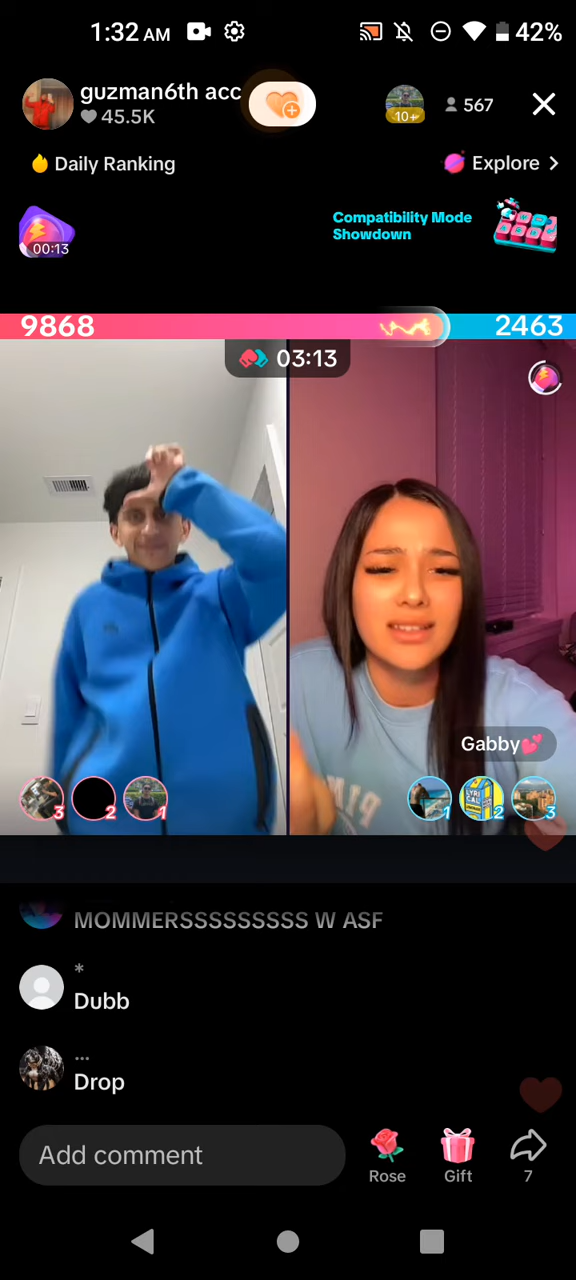 1:32 AM
42%
guzman6th acc
45.5K
10+
567
Daily Ranking
Explore >
00:13
Compatibility Mode
Showdown
9868
2463
03:13
Gabby💕
3
2
1
1
LYRI
CAL
2
3
MOMMERSSSSSSSSS W ASF
*
Dubb
...
Drop
Add comment
Rose
Gift
7